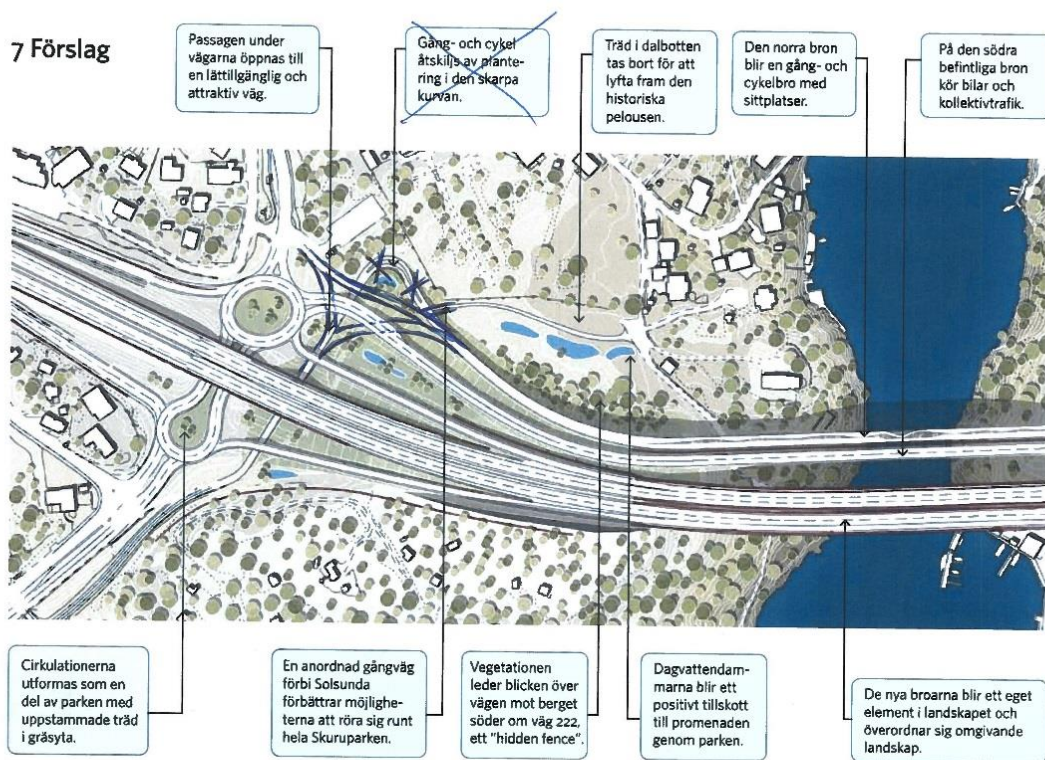 7 Förslag
Passagen under
vägarna öppnas till
en lättillgänglig och
attraktiv väg.
Gång- och cykel
åtskiljs av plante-
ring i den skarpa
kurvan.
Träd i dalbotten
tas bort för att
lyfta fram den
historiska
pelousen.
Den norra bron
blir en gång- och
cykelbro med
sittplatser.
På den södra
befintliga bron
kör bilar och
kollektivtrafik.
Cirkulationerna
utformas som en
del av parken med
uppstammade träd
i gräsyta.
En anordnad gångväg
förbi Solsunda
förbättrar möjlighe-
terna att röra sig runt
hela Skuruparken.
Vegetationen
leder blicken över
vägen mot berget
söder om väg 222,
ett "hidden fence".
Dagvattendam-
marna blir ett
positivt tillskott
till promenaden
genom parken.
De nya broarna blir ett eget
element i landskapet och
överordnar sig omgivande
landskap.